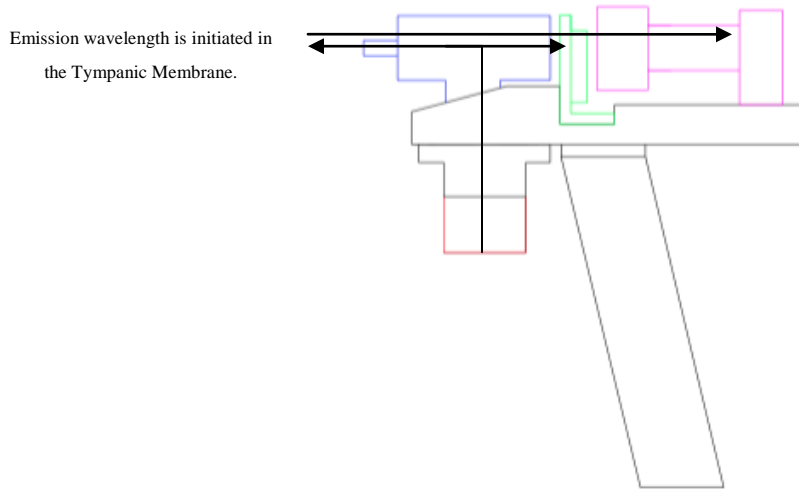 Emission wavelength is initiated in
the Tympanic Membrane.